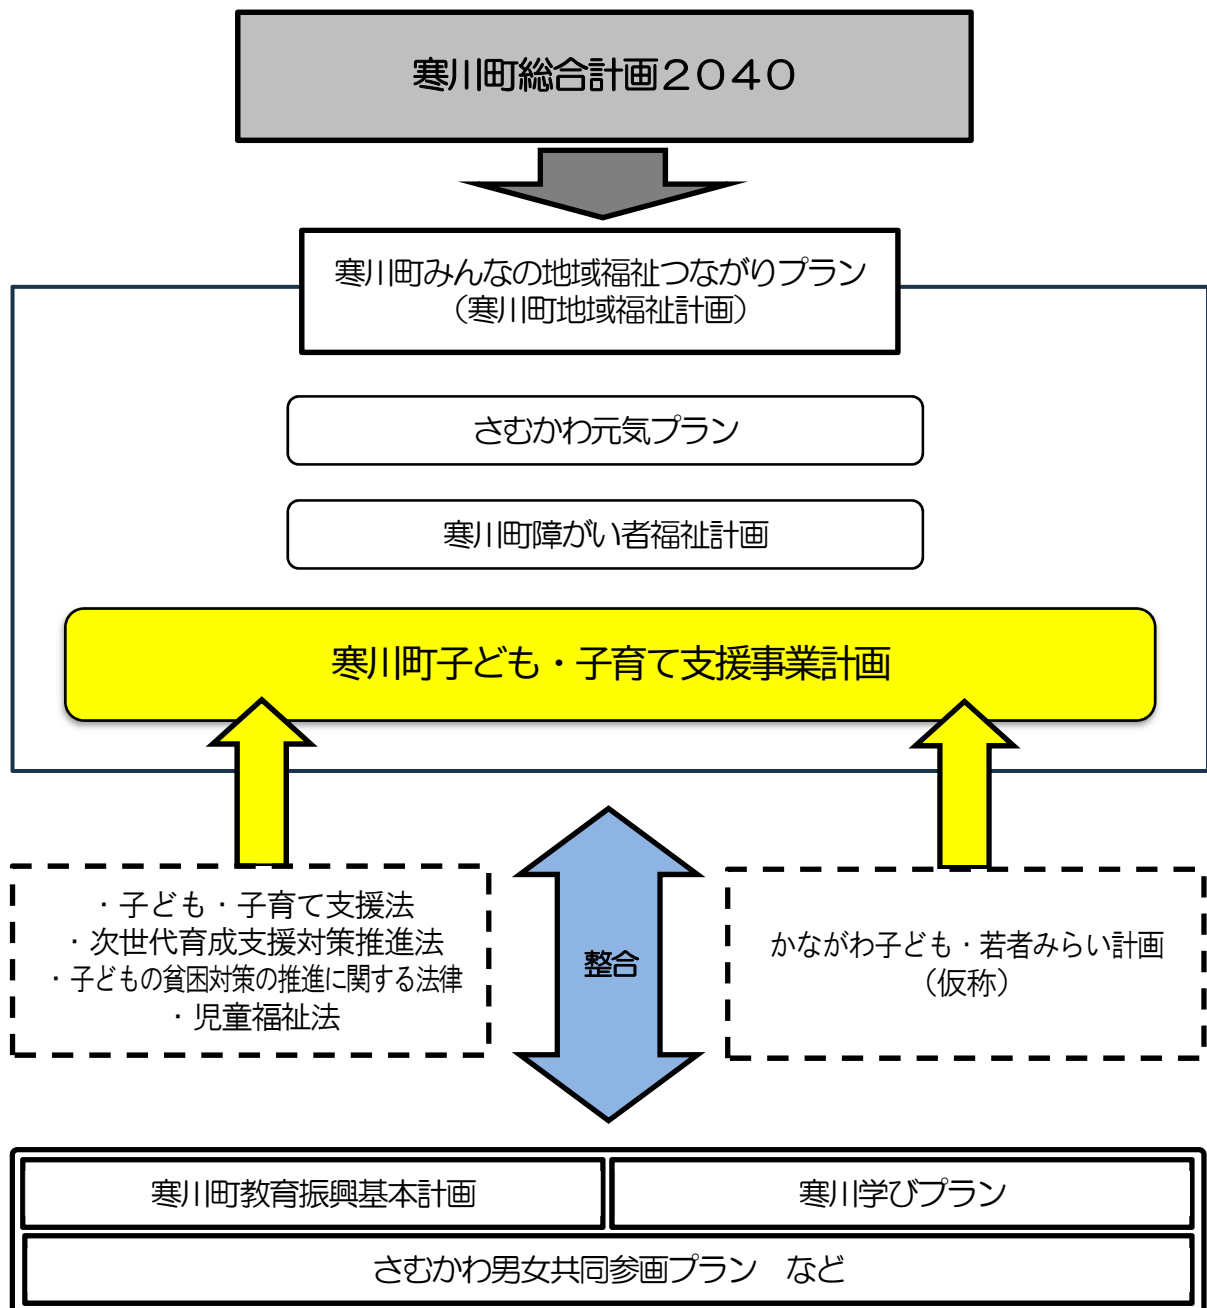 寒川町総合計画２０４０
寒川町みんなの地域福祉つながりプラン
（寒川町地域福祉計画）
さむかわ元気プラン
寒川町障がい者福祉計画
寒川町子ども・子育て支援事業計画
・子ども・子育て支援法
・次世代育成支援対策推進法
・子どもの貧困対策の推進に関する法律
・児童福祉法
整合
かながわ子ども・若者みらい計画
（仮称）
寒川町教育振興基本計画
寒川学びプラン
さむかわ男女共同参画プラン　など